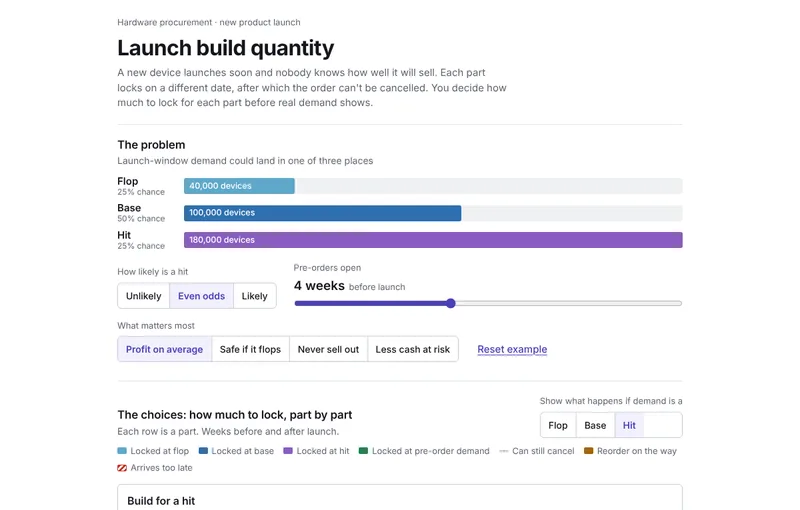 Hardware procurement · new product launch
Launch build quantity
A new device launches soon and nobody knows how well it will sell. Each part
locks on a different date, after which the order can't be cancelled. You decide how
much to lock for each part before real demand shows.
The problem
Launch-window demand could land in one of three places
Flop
25% chance
40,000 devices
Base
50% chance
100,000 devices
Hit
25% chance
180,000 devices
How likely is a hit
Unlikely Even odds Likely
Pre-orders open
4 weeks before launch
What matters most
Profit on average Safe if it flops Never sell out Less cash at risk Reset example
Show what happens if demand is a
Flop Base Hit
The choices: how much to lock, part by part
Each row is a part. Weeks before and after launch.
Locked at flop Locked at base Locked at hit Locked at pre-order demand Can still cancel Reorder on the way
Arrives too late
Build for a hit